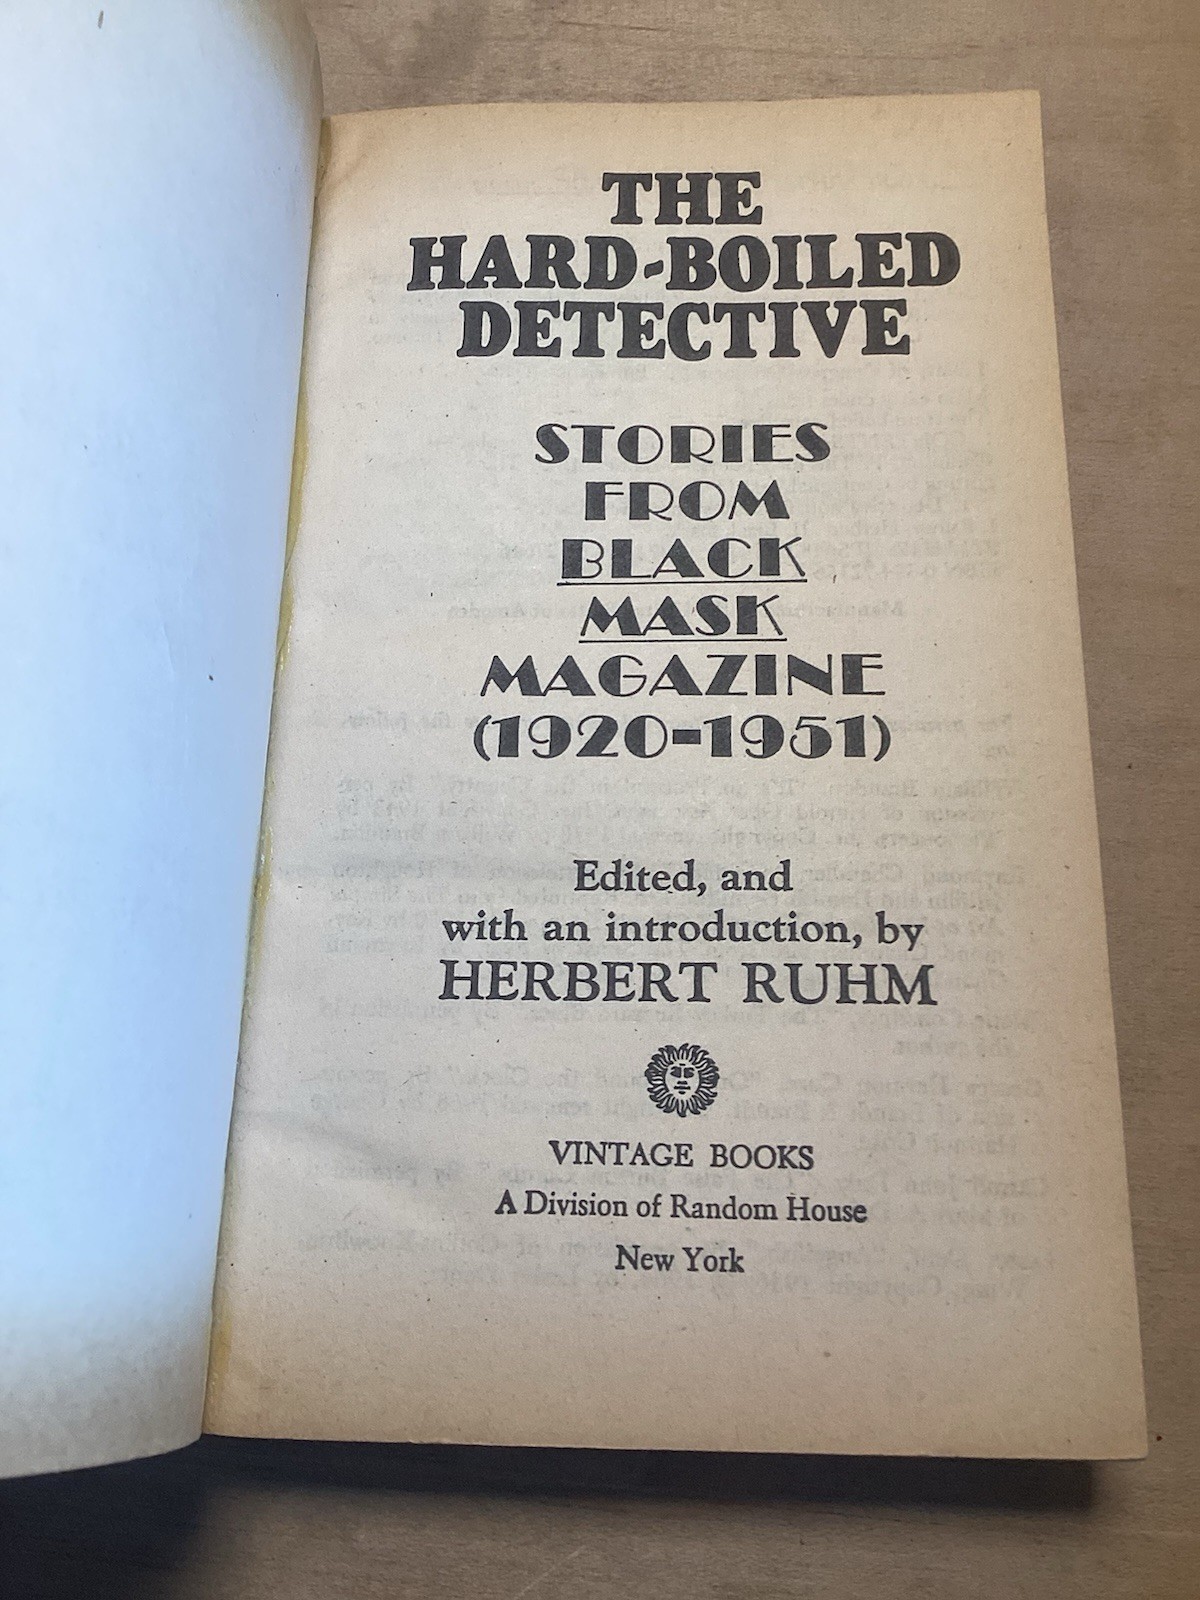 THE
HARD-BOILED
DETECTIVE
STORIES
FROM
BLACK
MASK
MAGAZINE
(1920-1951)
Edited, and
with an introduction, by
HERBERT RUHM
VINTAGE BOOKS
A Division of Random House
New York